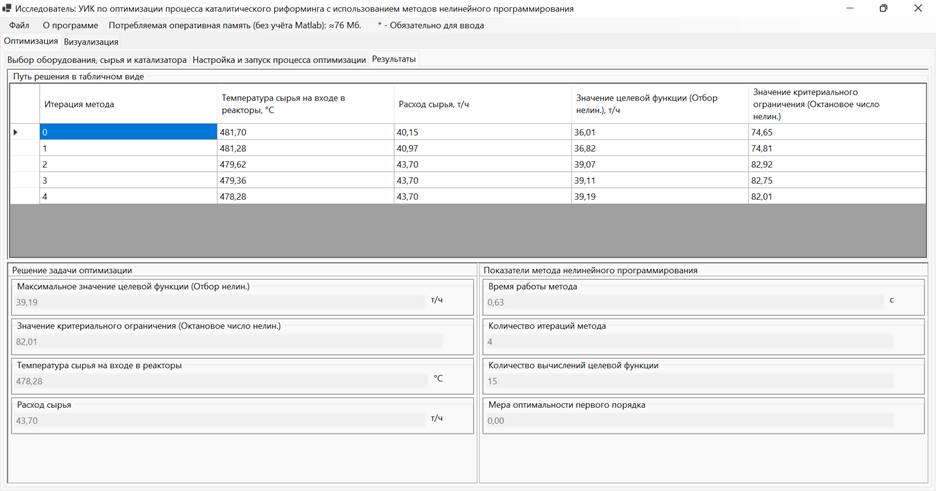 Исследователь: УИК по оптимизации процесса каталитического риформинга с использованием методов нелинейного программирования
Файл О программе Потребляемая оперативная память (без учёта Matlab): ≈76 Мб. * - Обязательно для ввода
Оптимизация Визуализация
Выбор оборудования, сырья и катализатора Настройка и запуск процесса оптимизации Результаты
Путь решения в табличном виде
Итерация метода Температура сырья на входе в реакторы, °C Расход сырья, т/ч Значение целевой функции (Отбор нелин.), т/ч Значение критериального ограничения (Октановое число нелин.)
0 481,70 40,15 36,01 74,65
1 481,28 40,97 36,82 74,81
2 479,62 43,70 39,07 82,92
3 479,36 43,70 39,11 82,75
4 478,28 43,70 39,19 82,01
Решение задачи оптимизации
Максимальное значение целевой функции (Отбор нелин.)
39,19 т/ч
Значение критериального ограничения (Октановое число нелин.)
82,01
Температура сырья на входе в реакторы
478,28 °C
Расход сырья
43,70 т/ч
Показатели метода нелинейного программирования
Время работы метода
0,63 с
Количество итераций метода
4
Количество вычислений целевой функции
15
Мера оптимальности первого порядка
0,00